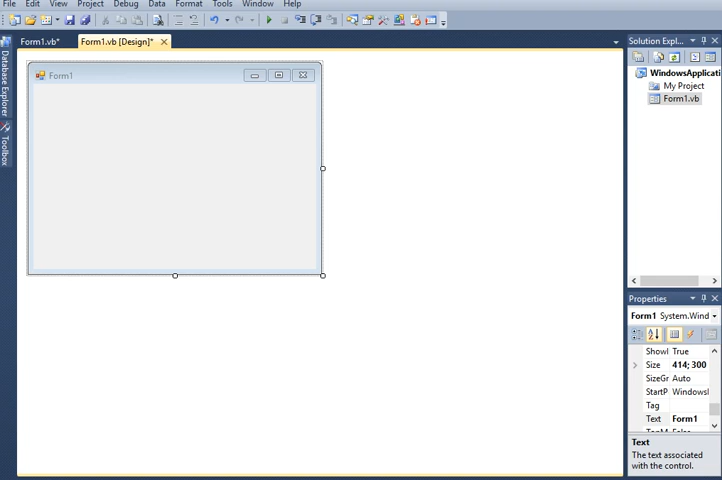 File Edit View Project Debug Data Format Tools Window Help
Form1.vb* Form1.vb [Design]*
Database Explorer
Toolbox
Form1
Solution Expl...
WindowsApplicati
My Project
Form1.vb
Properties
Form1 System.Wind
Showl True
Size 414; 300
SizeGr Auto
StartP Windowsl
Tag
Text Form1
Text
The text associated
with the control.